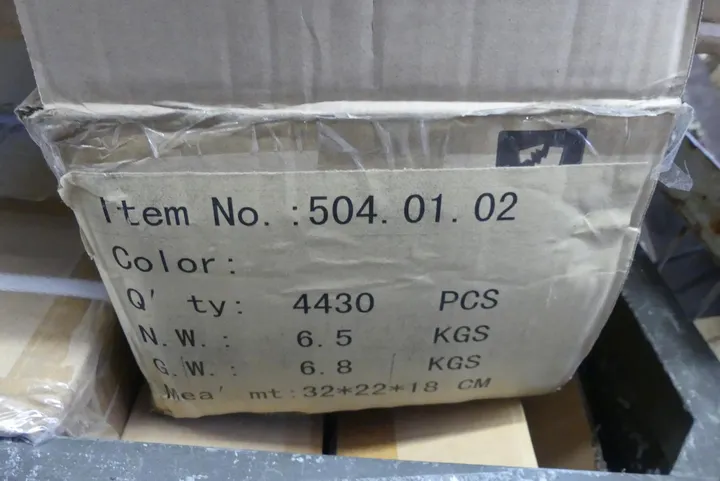 Item No.:504.01.02
Color:
Q'ty: 4430 PCS
N.W.: 6.5 KGS
G.W.: 6.8 KGS
Mea'mt:32*22*18 CM